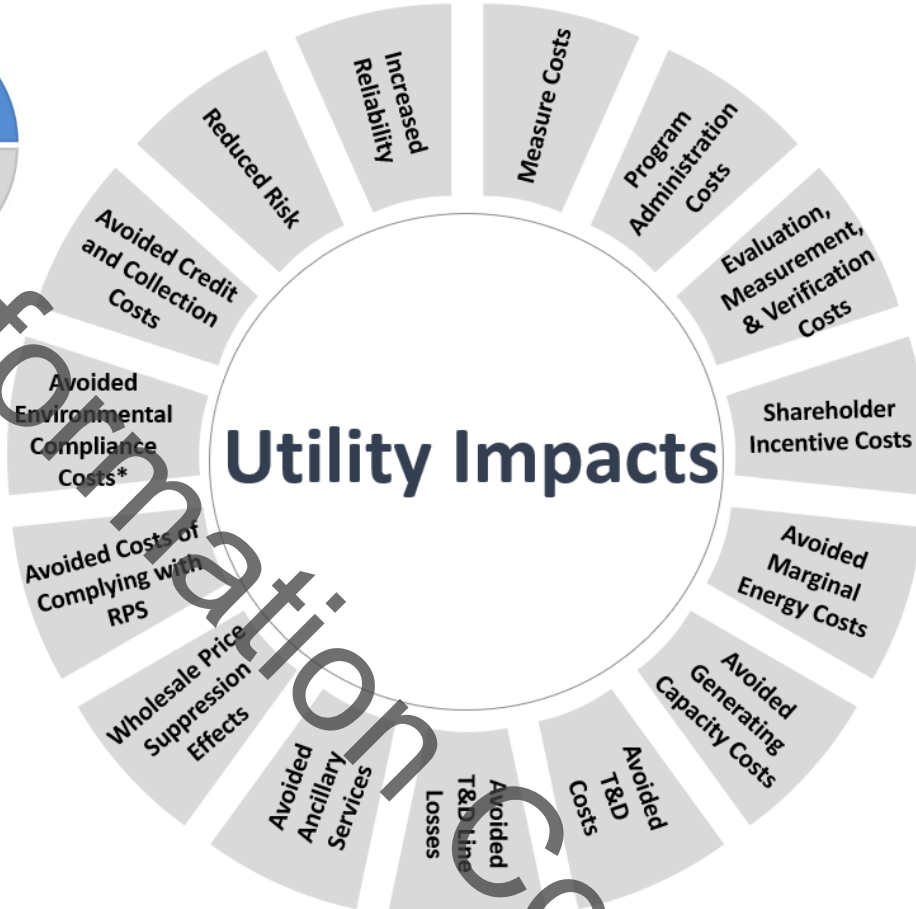 Utility Impacts
Measure Costs
Program
Administration
Costs
Evaluation,
Measurement,
& Verification
Costs
Shareholder
Incentive Costs
Avoided
Marginal
Energy Costs
Avoided
Generating
Capacity Costs
Avoided
T&D
Costs
Avoided
T&D Line
Losses
Avoided
Ancillary
Services
Wholesale Price
Suppression
Effects
Avoided Costs of
Complying with
RPS
Avoided
Environmental
Compliance
Costs*
Avoided Credit
and Collection
Costs
Reduced Risk
Increased
Reliability
formation Co